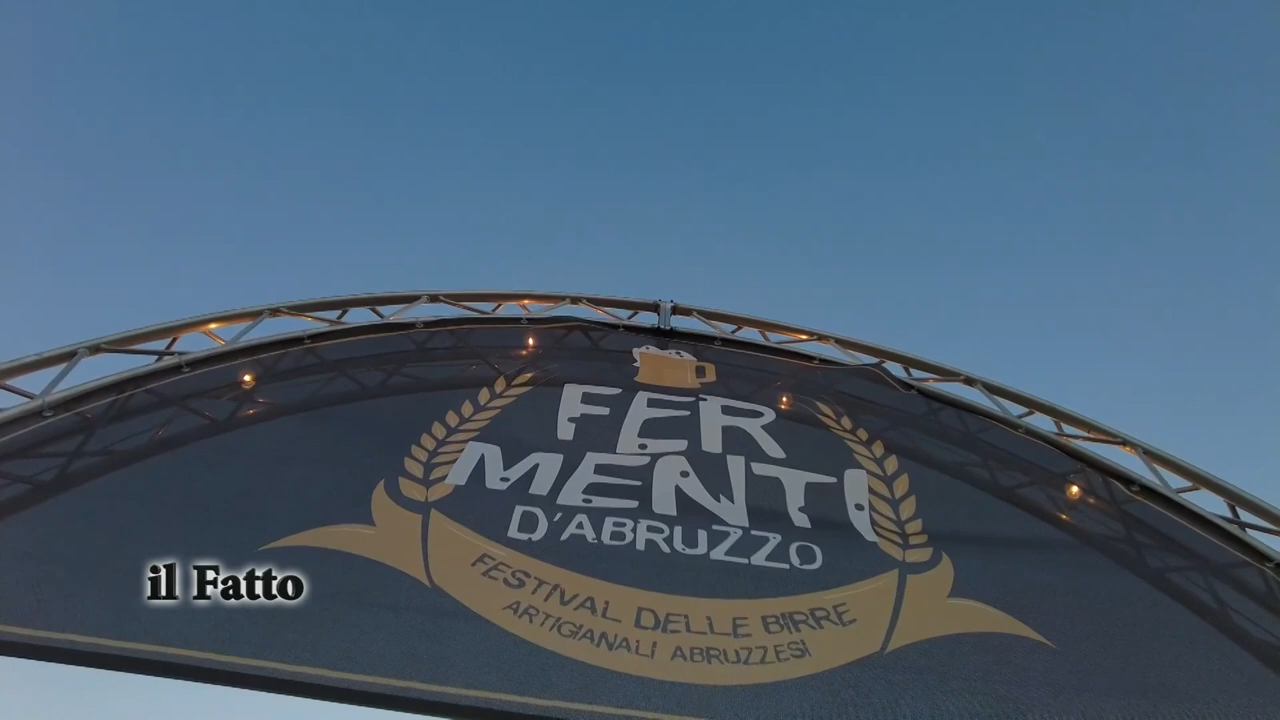 FER
MENTI
D'ABRUZZO
FESTIVAL DELLE BIRRE
ARTIGIANALI ABRUZZESI
il Fatto